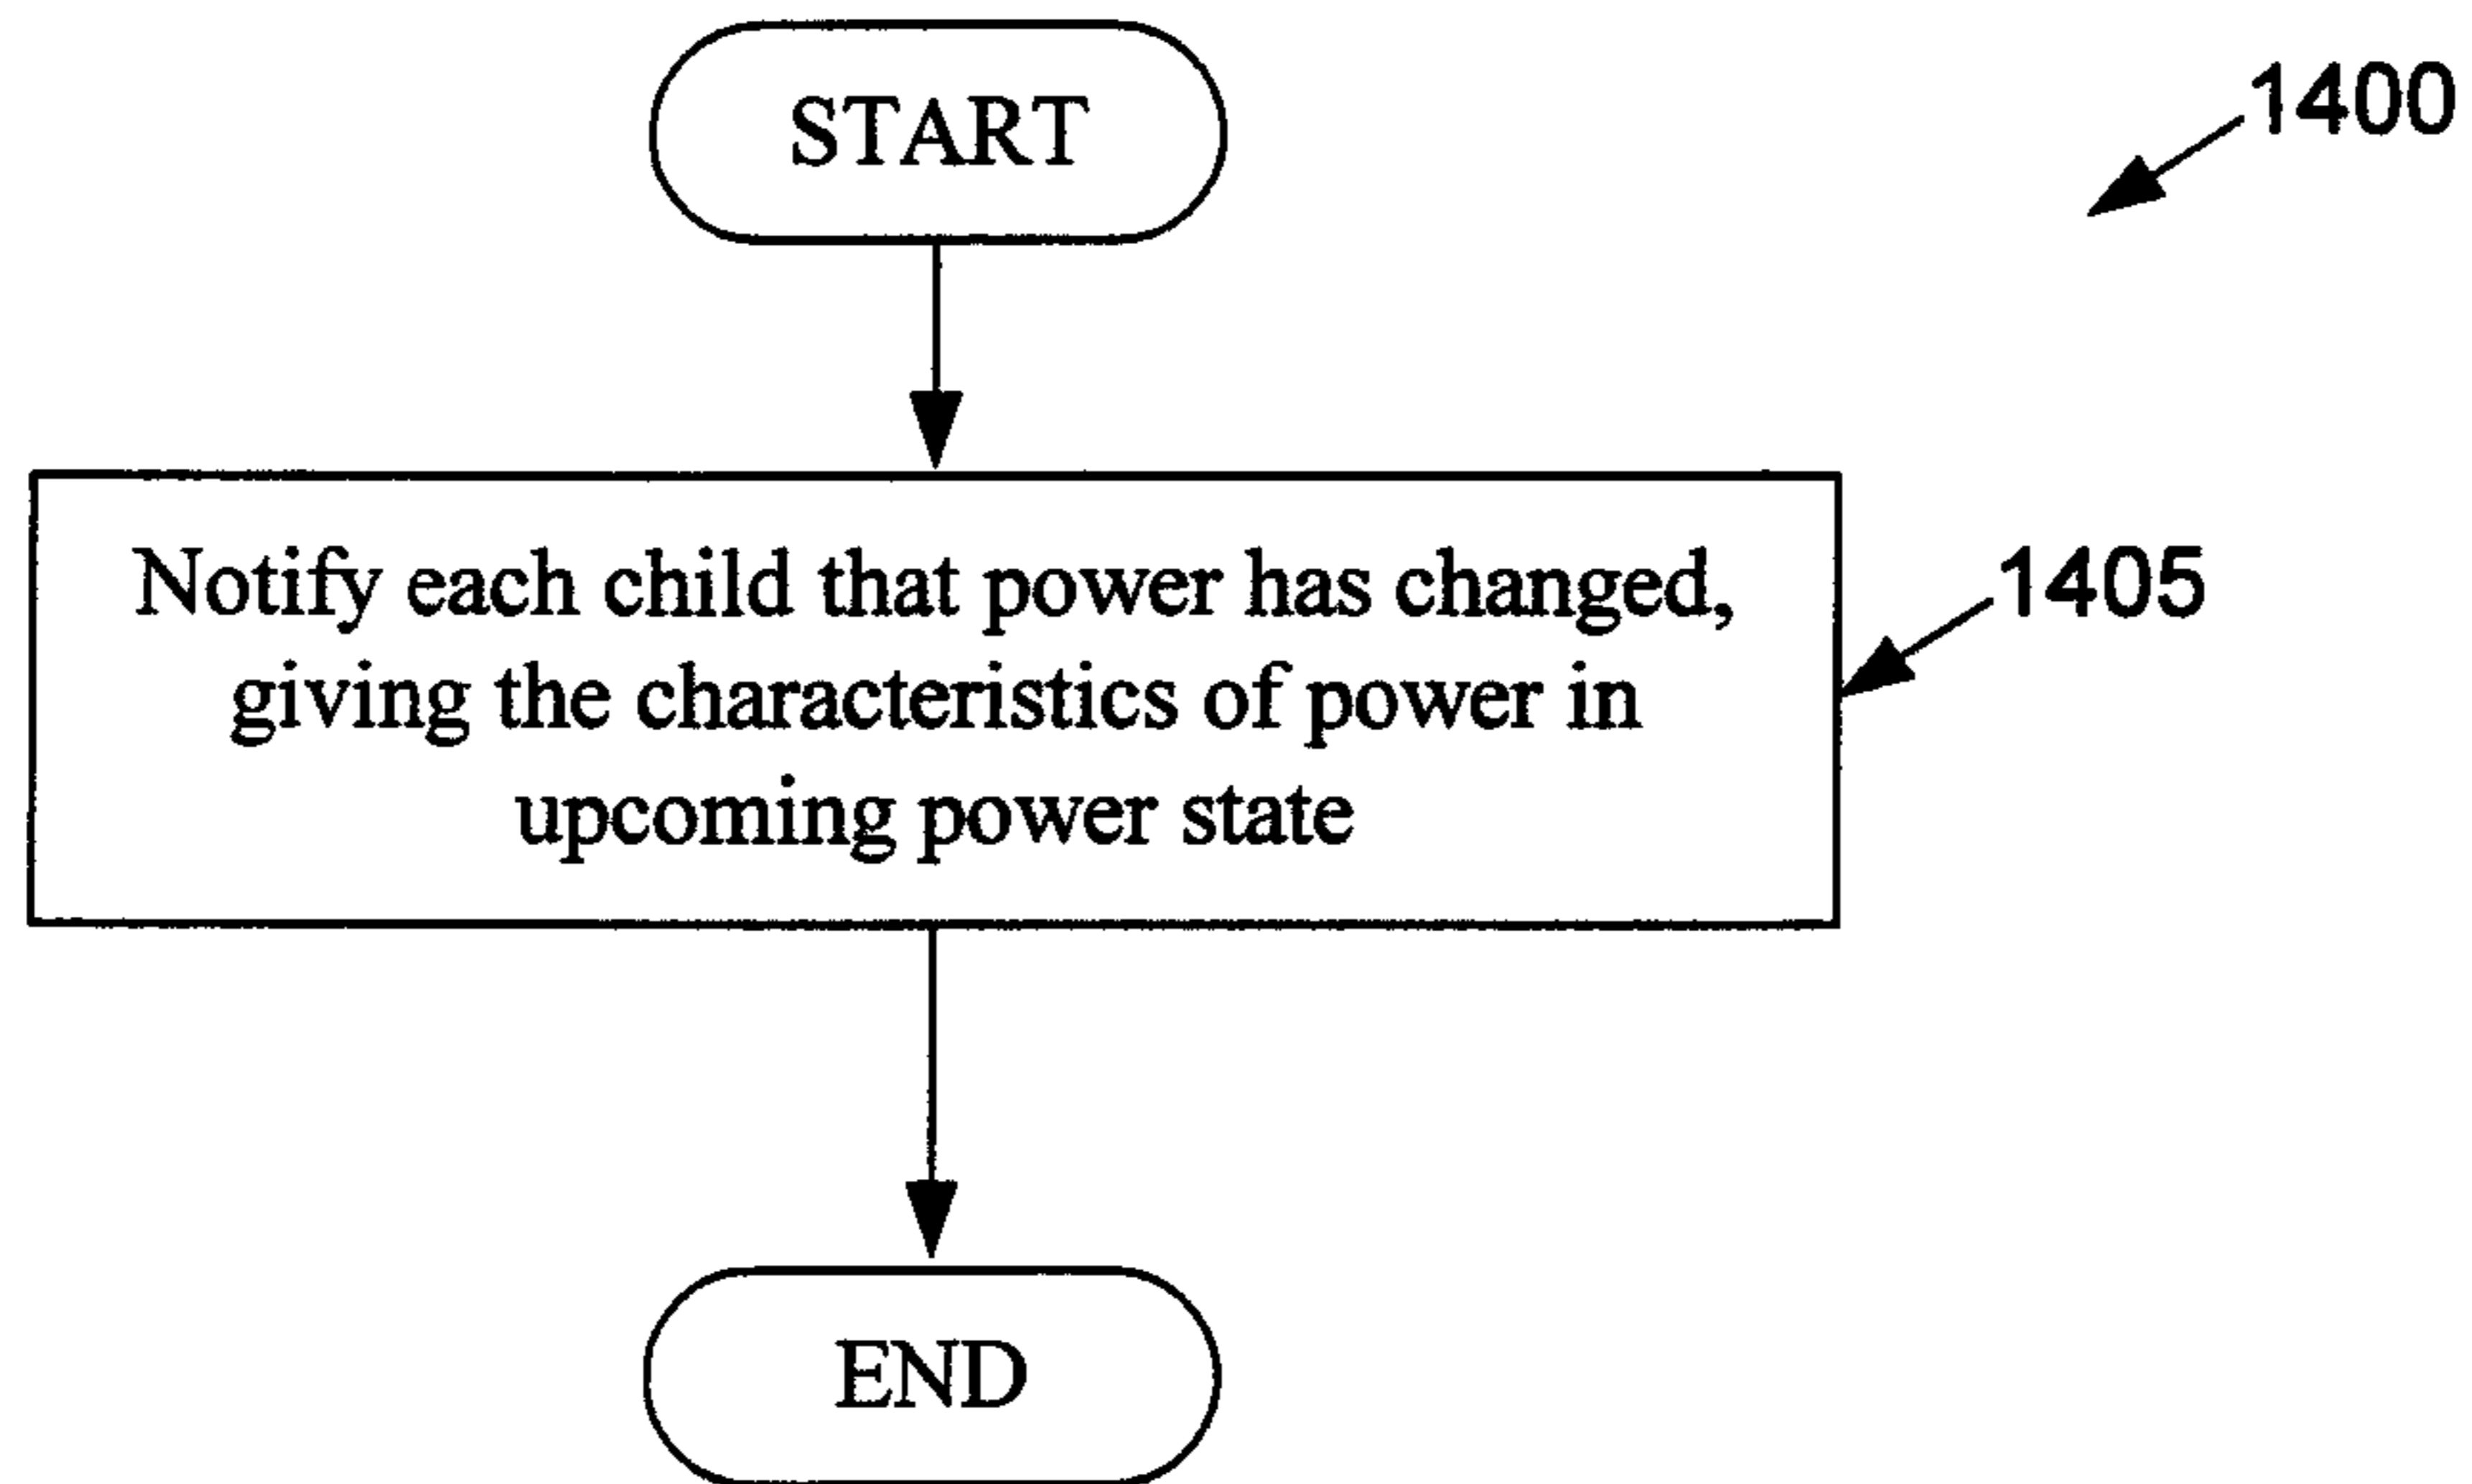 START
1400
Notify each child that power has changed,
giving the characteristics of power in
upcoming power state
1405
END